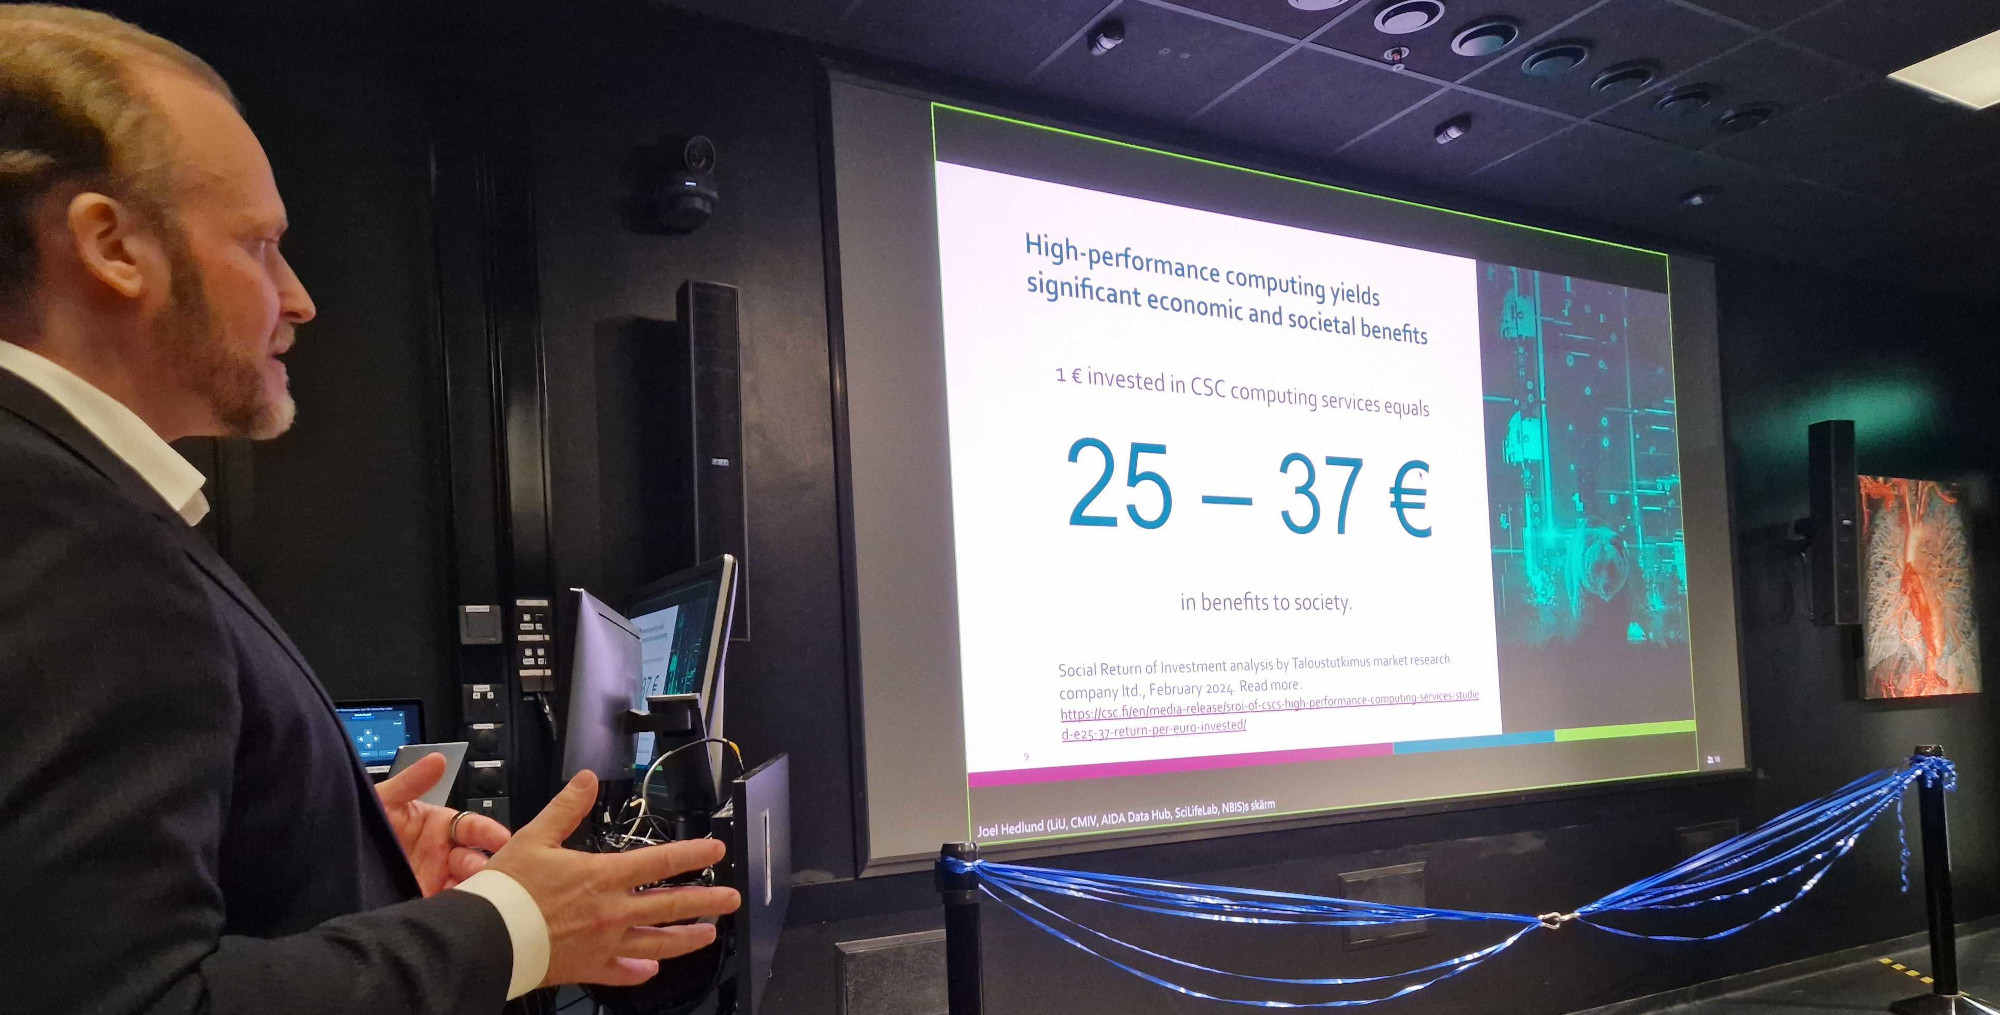 High-performance computing yields
significant economic and societal benefits
1 € invested in CSC computing services equals
25 – 37 €
in benefits to society.
Social Return of Investment analysis by Taloustutkimus market research
company ltd., February 2024. Read more:
https://csc.fi/en/media-release/sroi-of-cscs-high-performance-computing-services-studie
d-e25-37-return-per-euro-invested/
9
Joel Hedlund (LiU, CMIV, AIDA Data Hub, SciLifeLab, NBIS)s skärm
37 €